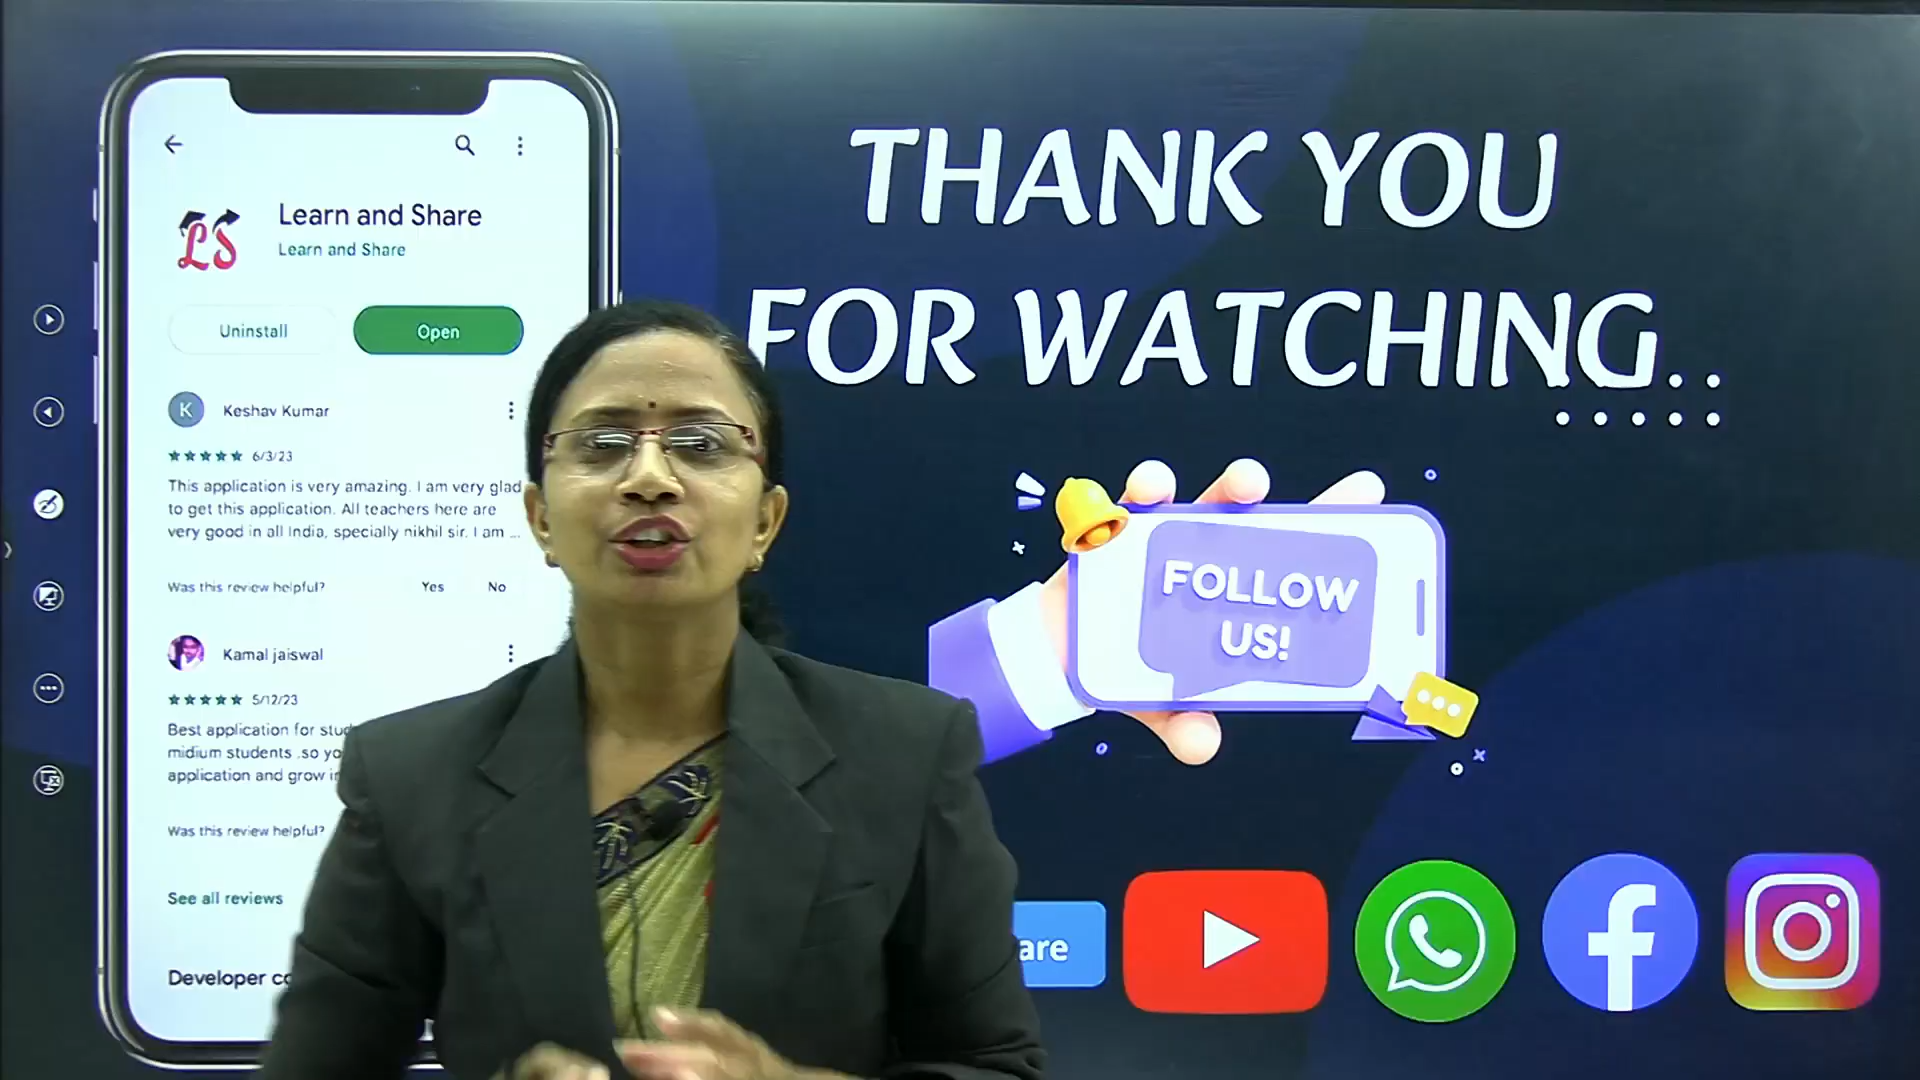 Learn and Share
Learn and Share
Uninstall
Open
K
Keshav Kumar
6/3/23
This application is very amazing. I am very glad
to get this application. All teachers here are
very good in all India, specially nikhil sir. I am ...
Was this review helpful?
Yes
No
Kamal jaiswal
5/12/23
Best application for
midium students .so
application and grow
Was this review helpful?
See all reviews
Developer
LS
THANK YOU
FOR WATCHING..
FOLLOW
US!